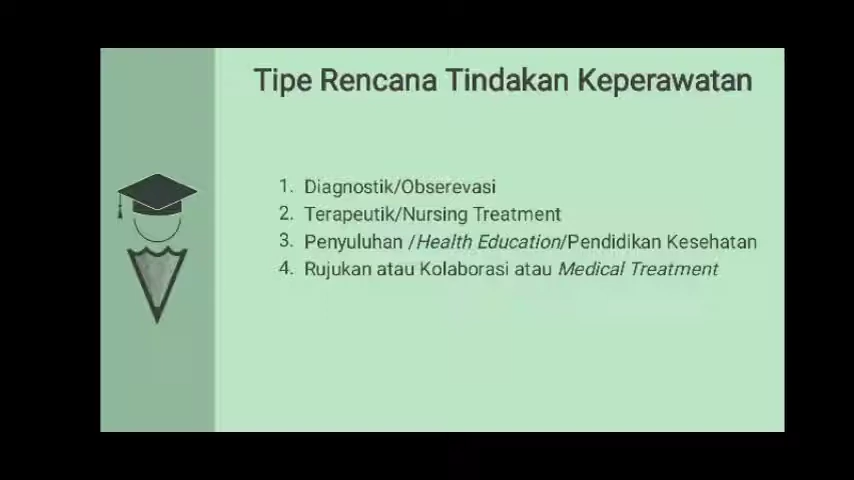 Tipe Rencana Tindakan Keperawatan
1. Diagnostik/Obserevasi
2. Terapeutik/Nursing Treatment
3. Penyuluhan /Health Education/Pendidikan Kesehatan
4. Rujukan atau Kolaborasi atau Medical Treatment